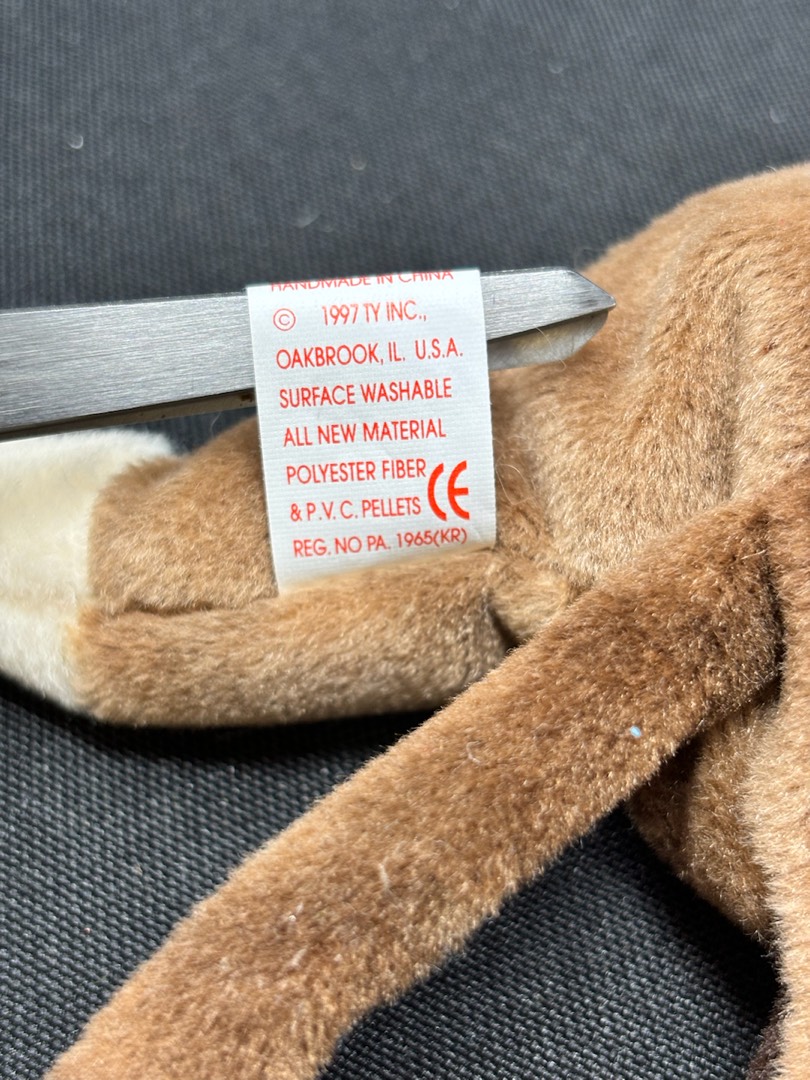 HANDMADE IN CHINA
© 1997 TY INC.,
OAKBROOK, IL. U.S.A.
SURFACE WASHABLE
ALL NEW MATERIAL
POLYESTER FIBER
& P.V.C. PELLETS CE
REG. NO PA. 1965(KR)